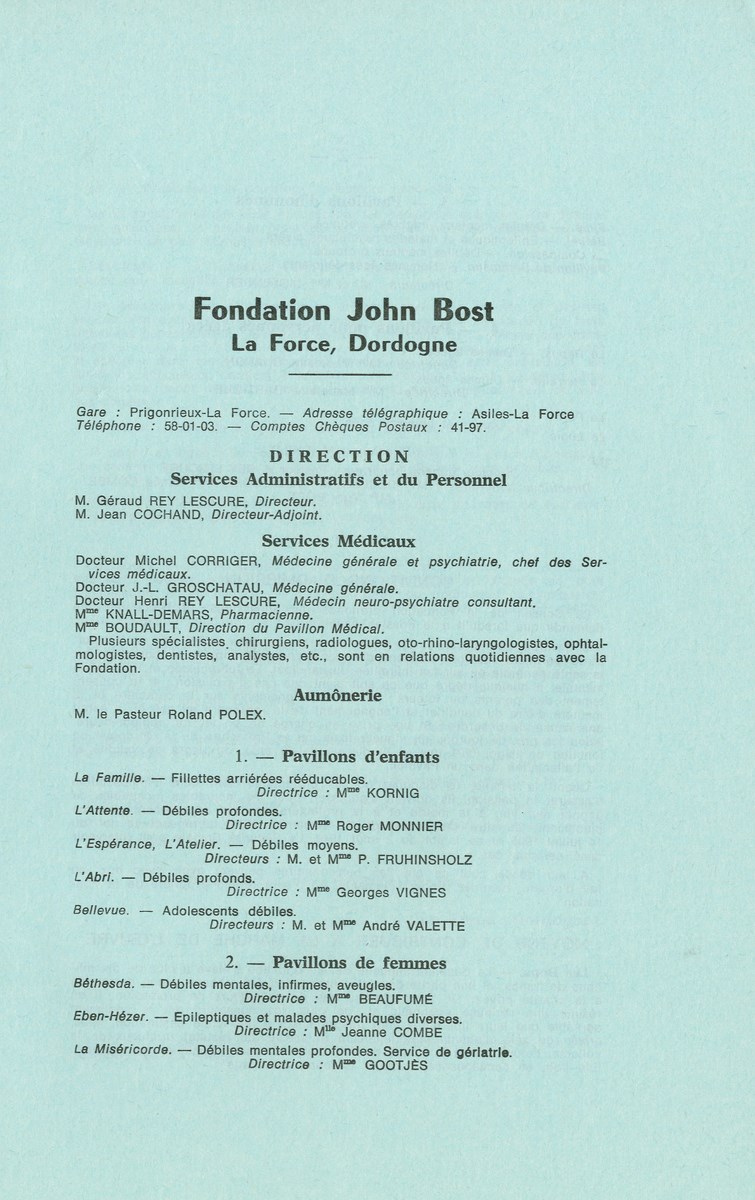 Fondation John Bost
La Force, Dordogne
Gare : Prigonrieux-La Force. — Adresse télégraphique : Asiles-La Force
Téléphone : 58-01-03. — Comptes Chèques Postaux : 41-97.
DIRECTION
Services Administratifs et du Personnel
M. Géraud REY LESCURE, Directeur.
M. Jean COCHAND, Directeur-Adjoint.
Services Médicaux
Docteur Michel CORRIGER, Médecine générale et psychiatrie, chef des Ser-
vices médicaux.
Docteur J.-L. GROSCHATAU, Médecine générale.
Docteur Henri REY LESCURE, Médecin neuro-psychiatre consultant.
Mme KNALL-DEMARS, Pharmacienne.
Mme BOUDAULT, Direction du Pavillon Médical.
Plusieurs spécialistes, chirurgiens, radiologues, oto-rhino-laryngologistes, ophtal-
mologistes, dentistes, analystes, etc., sont en relations quotidiennes avec la
Fondation.
Aumônerie
M. le Pasteur Roland POLEX.
1. — Pavillons d'enfants
La Famille. — Fillettes arriérées rééducables.
Directrice : Mme KORNIG
L'Attente. — Débiles profondes.
Directrice : Mme Roger MONNIER
L'Espérance, L'Atelier. — Débiles moyens.
Directeurs : M. et Mme P. FRUHINSHOLZ
L'Abri. — Débiles profonds.
Directrice : Mme Georges VIGNES
Bellevue. — Adolescents débiles.
Directeurs : M. et Mme André VALETTE
2. — Pavillons de femmes
Béthesda. — Débiles mentales, infirmes, aveugles.
Directrice : Mme BEAUFUMÉ
Eben-Hézer. — Epileptiques et malades psychiques diverses.
Directrice : Mlle Jeanne COMBE
La Miséricorde. — Débiles mentales profondes. Service de gériatrie.
Directrice : Mme GOOTJÈS